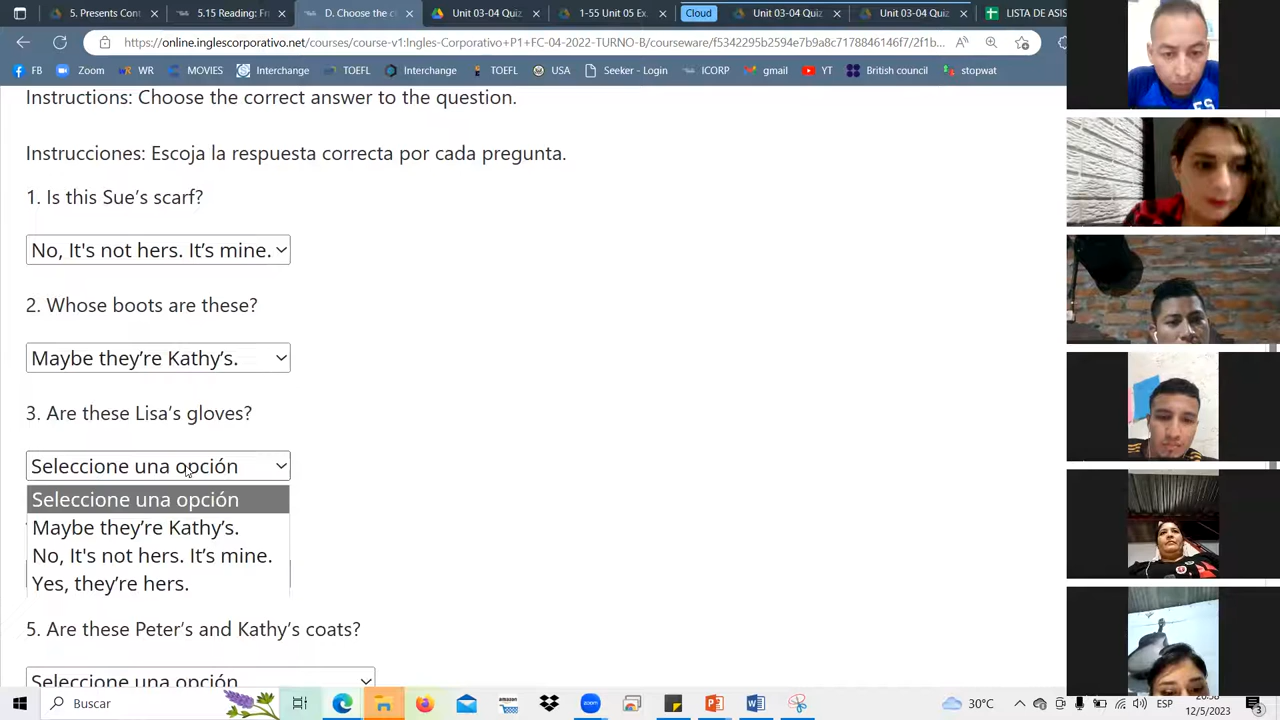 5. Presents Cont
5.15 Reading: Fr
D. Choose the c
Unit 03-04 Quiz
1-55 Unit 05 Ex
Cloud
Unit 03-04 Quiz
Unit 03-04 Quiz
LISTA DE ASIS
https://online.inglescorporativo.net/courses/course-v1:Ingles-Corporativo+P1+FC-04-2022-TURNO-B/courseware/f5342295b2594e7b9a8c7178846146f7/2f1b...
FB
Zoom
WR
MOVIES
Interchange
TOEFL
Interchange
TOEFL
USA
Seeker - Login
ICORP
gmail
YT
British council
stopwat
Instructions: Choose the correct answer to the question.
Instrucciones: Escoja la respuesta correcta por cada pregunta.
1. Is this Sue’s scarf?
No, It's not hers. It’s mine.
2. Whose boots are these?
Maybe they’re Kathy’s.
3. Are these Lisa’s gloves?
Seleccione una opción
Seleccione una opción
Maybe they’re Kathy’s.
No, It's not hers. It’s mine.
Yes, they’re hers.
5. Are these Peter’s and Kathy’s coats?
Seleccione una opción
Buscar
30°C
ESP
12/5/2023
3